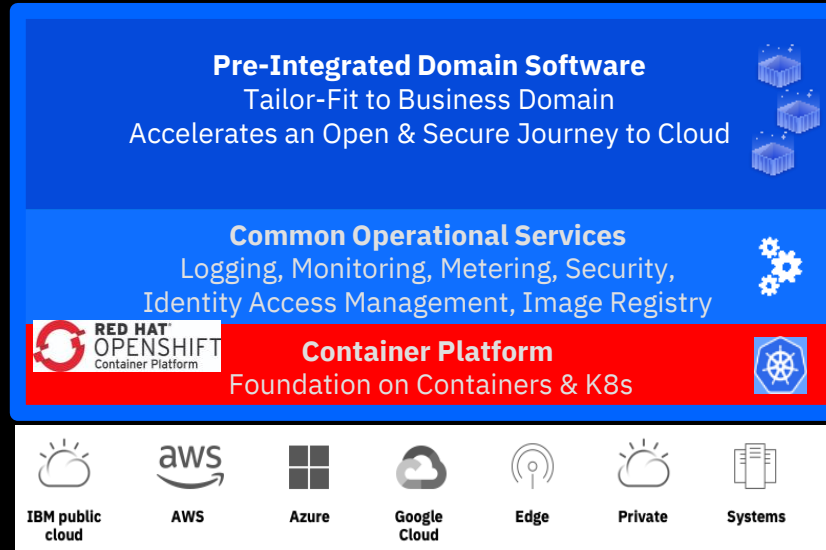 Pre-Integrated Domain Software
Tailor-Fit to Business Domain
Accelerates an Open & Secure Journey to Cloud
Common Operational Services
Logging, Monitoring, Metering, Security,
Identity Access Management, Image Registry
RED HAT®
OPENSHIFT
Container Platform
Container Platform
Foundation on Containers & K8s
aws
IBM public
cloud
AWS
Azure
Google
Cloud
Edge
Private
Systems